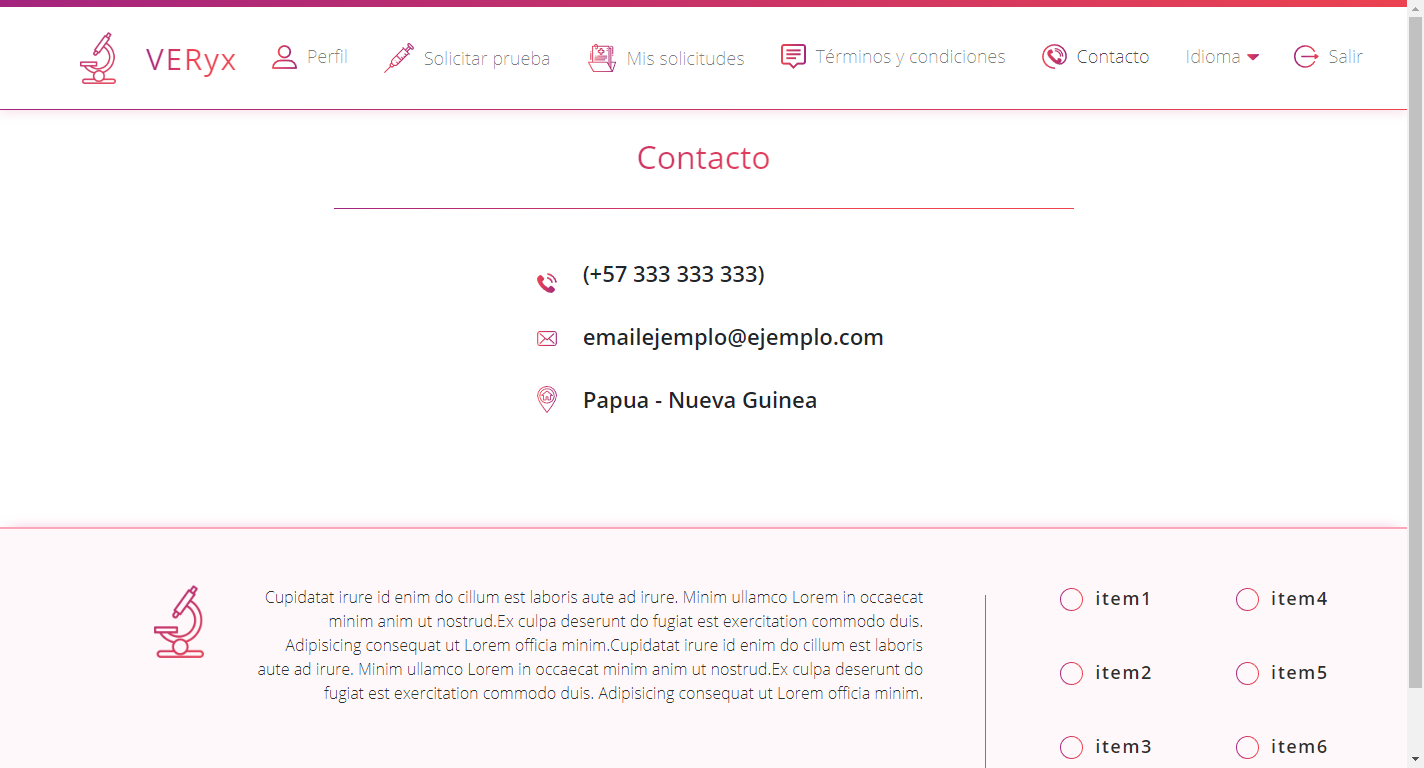 VERyx
Perfil
Solicitar prueba
Mis solicitudes
Términos y condiciones
Contacto
Idioma
Salir
Contacto
(+57 333 333 333)
emailejemplo@ejemplo.com
Papua - Nueva Guinea
Cupidatat irure id enim do cillum est laboris aute ad irure. Minim ullamco Lorem in occaecat
minim anim ut nostrud.Ex culpa deserunt do fugiat est exercitation commodo duis.
Adipisicing consequat ut Lorem officia minim.Cupidatat irure id enim do cillum est laboris
aute ad irure. Minim ullamco Lorem in occaecat minim anim ut nostrud.Ex culpa deserunt do
fugiat est exercitation commodo duis. Adipisicing consequat ut Lorem officia minim.
item1
item4
item2
item5
item3
item6